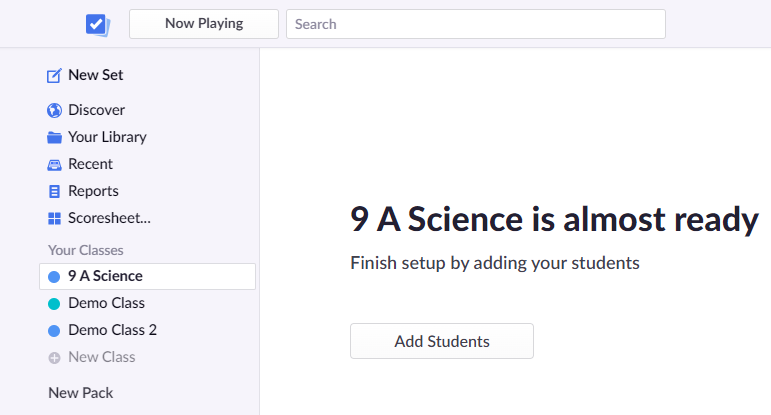 Now Playing
Search
New Set
Discover
Your Library
Recent
Reports
Scoresheet...
Your Classes
9 A Science
Demo Class
Demo Class 2
New Class
New Pack
9 A Science is almost ready
Finish setup by adding your students
Add Students